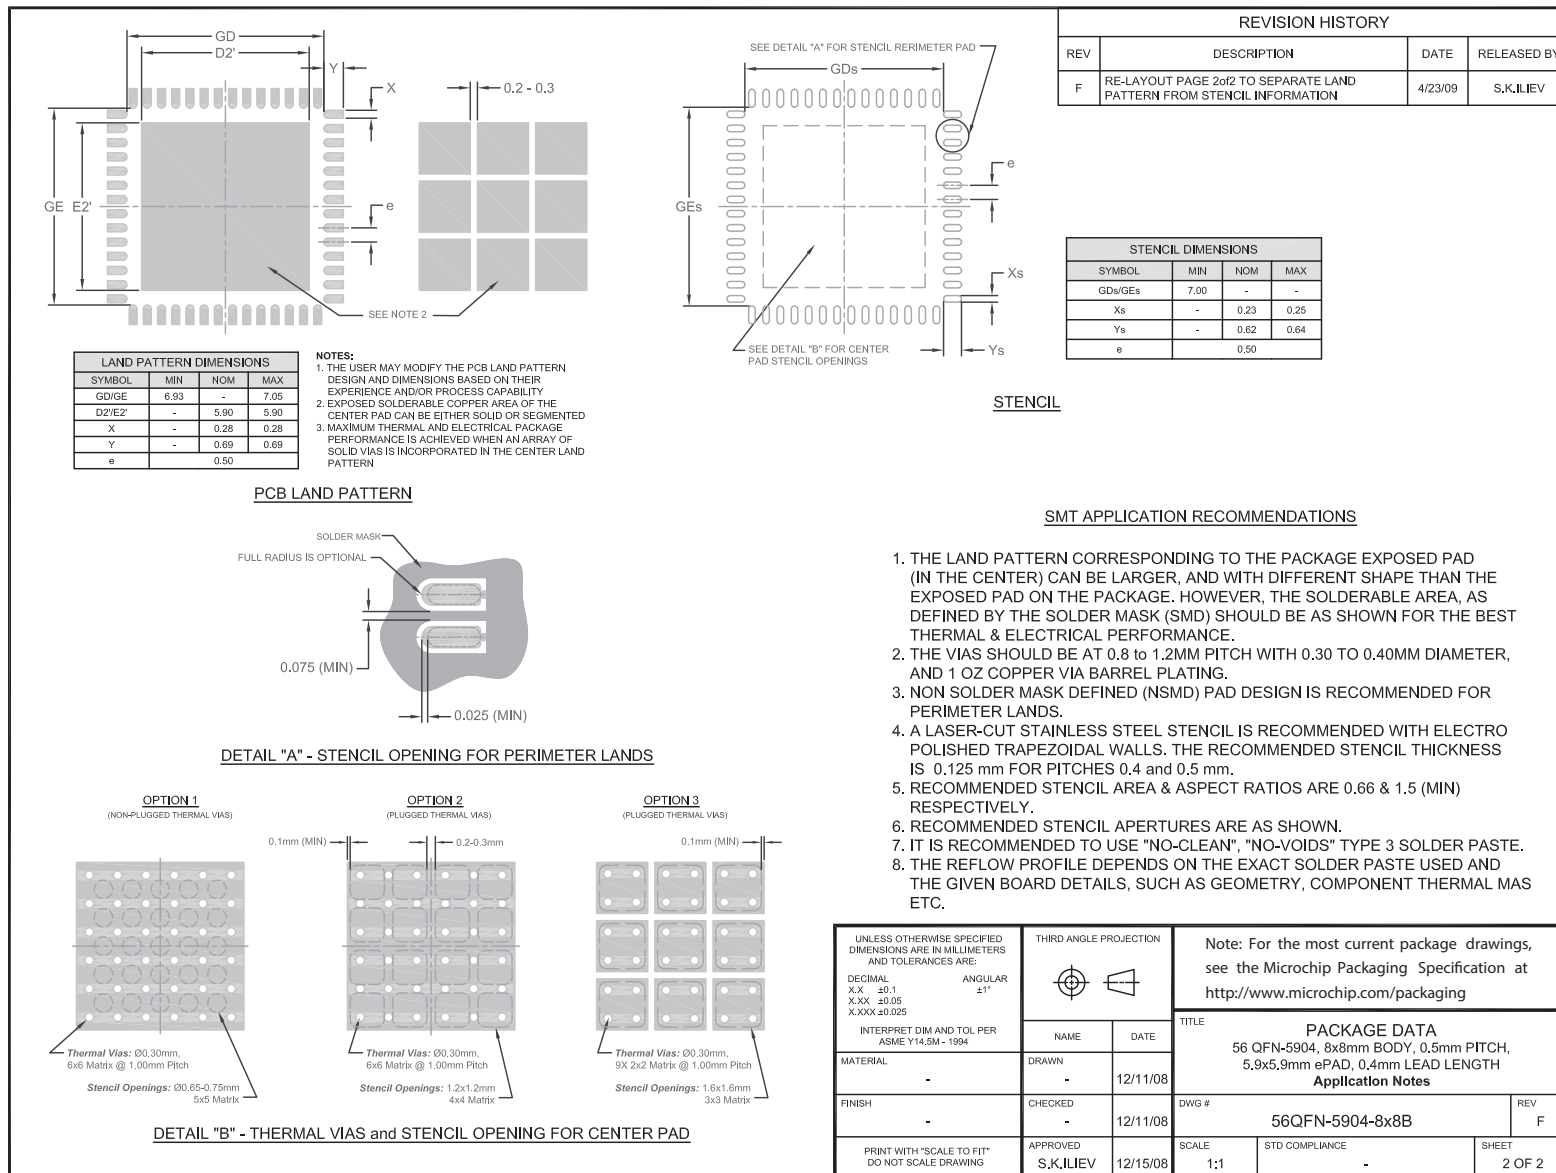 REVISION HISTORY
REV DESCRIPTION DATE RELEASED BY
F RE-LAYOUT PAGE 2of2 TO SEPARATE LAND PATTERN FROM STENCIL INFORMATION 4/23/09 S.K.ILIEV
GD
D2'
Y
X
0.2 - 0.3
GE
E2'
e
SEE NOTE 2
SEE DETAIL "A" FOR STENCIL RERIMETER PAD
GDs
GEs
e
Xs
Ys
SEE DETAIL "B" FOR CENTER
PAD STENCIL OPENINGS
STENCIL DIMENSIONS
SYMBOL MIN NOM MAX
GDs/GEs 7.00 - -
Xs - 0.23 0.25
Ys - 0.62 0.64
e 0.50
STENCIL
LAND PATTERN DIMENSIONS
SYMBOL MIN NOM MAX
GD/GE 6.93 - 7.05
D2'/E2' - 5.90 5.90
X - 0.28 0.28
Y - 0.69 0.69
e 0.50
NOTES:
1. THE USER MAY MODIFY THE PCB LAND PATTERN
DESIGN AND DIMENSIONS BASED ON THEIR
EXPERIENCE AND/OR PROCESS CAPABILITY
2. EXPOSED SOLDERABLE COPPER AREA OF THE
CENTER PAD CAN BE EITHER SOLID OR SEGMENTED
3. MAXIMUM THERMAL AND ELECTRICAL PACKAGE
PERFORMANCE IS ACHIEVED WHEN AN ARRAY OF
SOLID VIAS IS INCORPORATED IN THE CENTER LAND
PATTERN
PCB LAND PATTERN
SOLDER MASK
FULL RADIUS IS OPTIONAL
0.075 (MIN)
0.025 (MIN)
DETAIL "A" - STENCIL OPENING FOR PERIMETER LANDS
SMT APPLICATION RECOMMENDATIONS
1. THE LAND PATTERN CORRESPONDING TO THE PACKAGE EXPOSED PAD
(IN THE CENTER) CAN BE LARGER, AND WITH DIFFERENT SHAPE THAN THE
EXPOSED PAD ON THE PACKAGE. HOWEVER, THE SOLDERABLE AREA, AS
DEFINED BY THE SOLDER MASK (SMD) SHOULD BE AS SHOWN FOR THE BEST
THERMAL & ELECTRICAL PERFORMANCE.
2. THE VIAS SHOULD BE AT 0.8 to 1.2MM PITCH WITH 0.30 TO 0.40MM DIAMETER,
AND 1 OZ COPPER VIA BARREL PLATING.
3. NON SOLDER MASK DEFINED (NSMD) PAD DESIGN IS RECOMMENDED FOR
PERIMETER LANDS.
4. A LASER-CUT STAINLESS STEEL STENCIL IS RECOMMENDED WITH ELECTRO
POLISHED TRAPEZOIDAL WALLS. THE RECOMMENDED STENCIL THICKNESS
IS 0.125 mm FOR PITCHES 0.4 and 0.5 mm.
5. RECOMMENDED STENCIL AREA & ASPECT RATIOS ARE 0.66 & 1.5 (MIN)
RESPECTIVELY.
6. RECOMMENDED STENCIL APERTURES ARE AS SHOWN.
7. IT IS RECOMMENDED TO USE "NO-CLEAN", "NO-VOIDS" TYPE 3 SOLDER PASTE.
8. THE REFLOW PROFILE DEPENDS ON THE EXACT SOLDER PASTE USED AND
THE GIVEN BOARD DETAILS, SUCH AS GEOMETRY, COMPONENT THERMAL MAS
ETC.
OPTION 1
(NON-PLUGGED THERMAL VIAS)
Thermal Vias: Ø0.30mm,
6x6 Matrix @ 1.00mm Pitch
Stencil Openings: Ø0.65-0.75mm
5x5 Matrix
OPTION 2
(PLUGGED THERMAL VIAS)
0.1mm (MIN)
0.2-0.3mm
Thermal Vias: Ø0.30mm,
6x6 Matrix @ 1.00mm Pitch
Stencil Openings: 1.2x1.2mm
4x4 Matrix
OPTION 3
(PLUGGED THERMAL VIAS)
0.1mm (MIN)
Thermal Vias: Ø0.30mm,
9X 2x2 Matrix @ 1.00mm Pitch
Stencil Openings: 1.6x1.6mm
3x3 Matrix
DETAIL "B" - THERMAL VIAS and STENCIL OPENING FOR CENTER PAD
UNLESS OTHERWISE SPECIFIED
DIMENSIONS ARE IN MILLIMETERS
AND TOLERANCES ARE:
DECIMAL ANGULAR
X.X ±0.1 ±1°
X.XX ±0.05
X.XXX ±0.025
INTERPRET DIM AND TOL PER
ASME Y14.5M - 1994
MATERIAL
-
FINISH
-
PRINT WITH "SCALE TO FIT"
DO NOT SCALE DRAWING
THIRD ANGLE PROJECTION
NAME DATE
DRAWN
- 12/11/08
CHECKED
- 12/11/08
APPROVED
S.K.ILIEV 12/15/08
Note: For the most current package drawings,
see the Microchip Packaging Specification at
http://www.microchip.com/packaging
TITLE
PACKAGE DATA
56 QFN-5904, 8x8mm BODY, 0.5mm PITCH,
5.9x5.9mm ePAD, 0.4mm LEAD LENGTH
Application Notes
DWG # REV
56QFN-5904-8x8B F
SCALE STD COMPLIANCE SHEET
1:1 - 2 OF 2